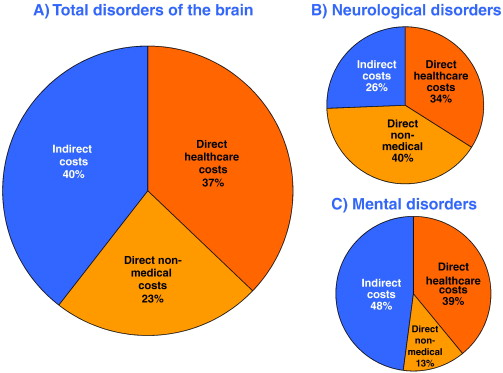 A) Total disorders of the brain
Indirect
costs
40%
Direct
healthcare
costs
37%
Direct non-
medical
costs
23%
B) Neurological disorders
Indirect
costs
26%
Direct
healthcare
costs
34%
Direct
non-
medical
40%
C) Mental disorders
Indirect
costs
48%
Direct
healthcare
costs
39%
Direct
non-
medical
13%